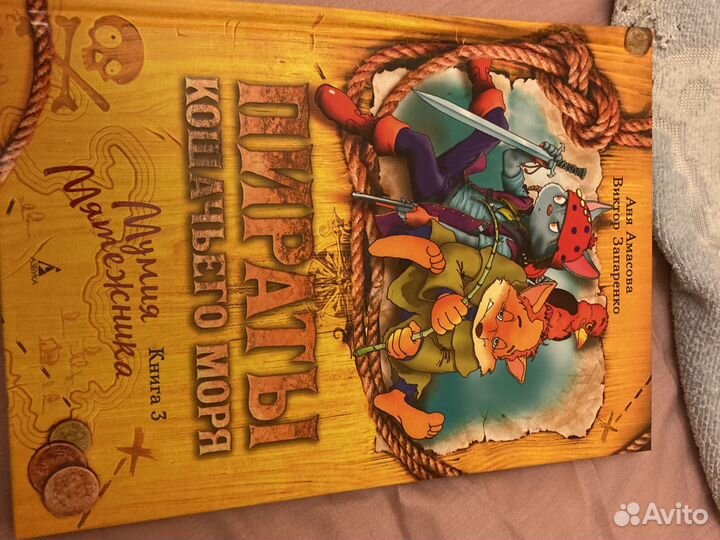 Аня Амасова
Виктор Запаренко
ПИРАТЫ
КОШАЧЬЕГО МОРЯ
Книга 3
Мумия
Мятежника
АЗБУКА
Avito